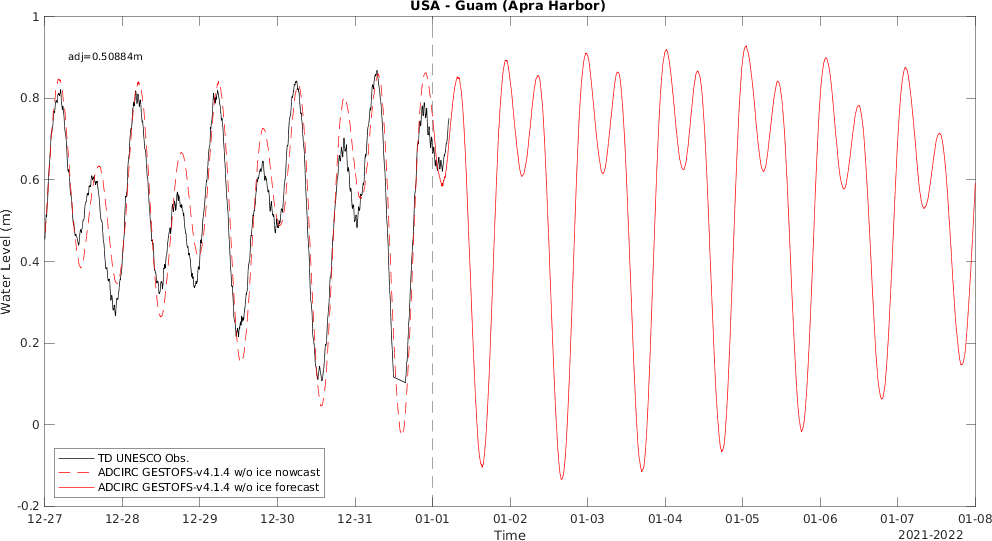 USA - Guam (Apra Harbor)
adj=0.50884m
Water Level (m)
1
0.8
0.6
0.4
0.2
0
-0.2
TD UNESCO Obs.
ADCIRC GESTOFS-v4.1.4 w/o ice nowcast
ADCIRC GESTOFS-v4.1.4 w/o ice forecast
12-27 12-28 12-29 12-30 12-31 01-01 01-02 01-03 01-04 01-05 01-06 01-07 01-08
Time
2021-2022